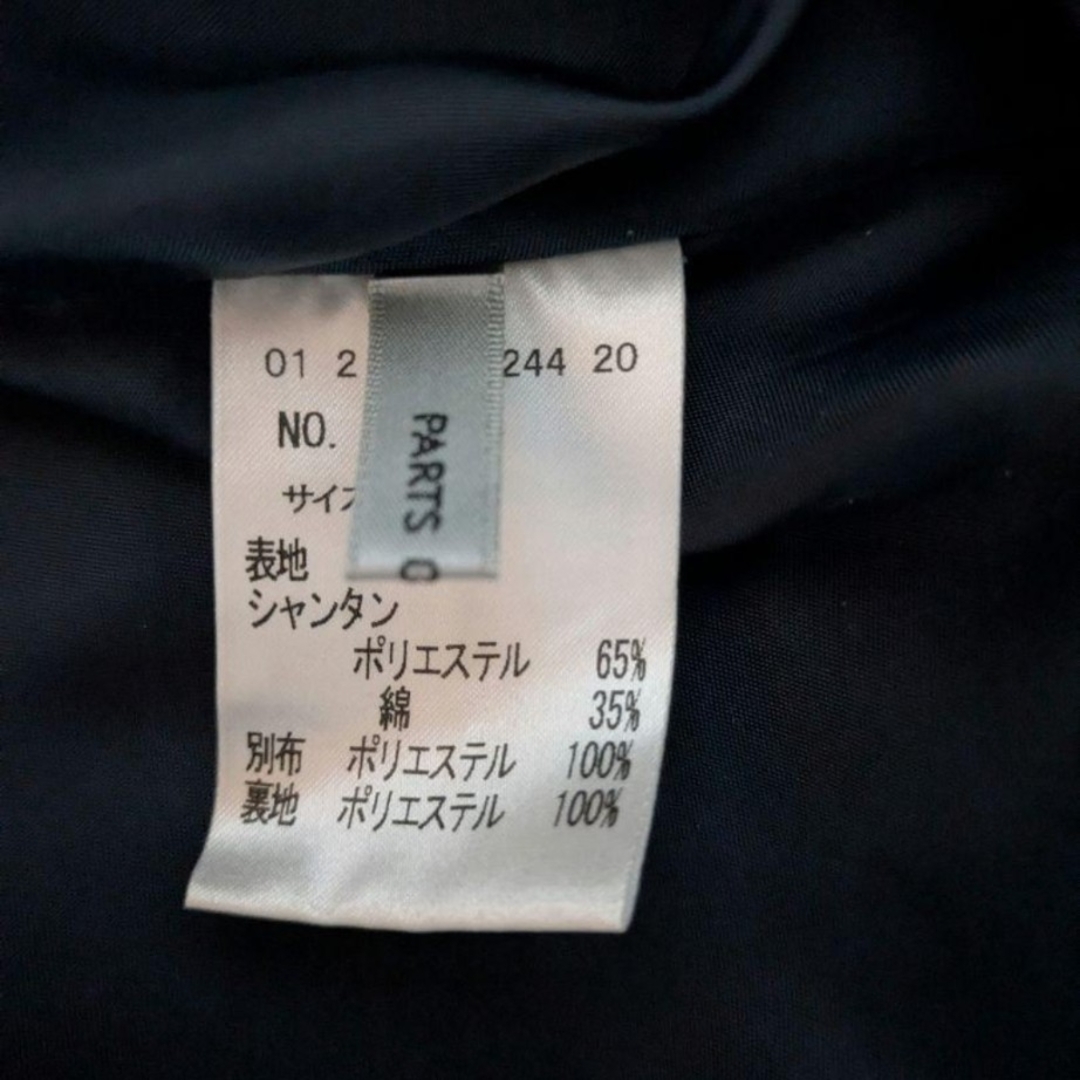 01 2 244 20
NO.
サイズ
表地
シャンタン
ポリエステル 65%
綿 35%
別布 ポリエステル 100%
裏地 ポリエステル 100%
PARTS